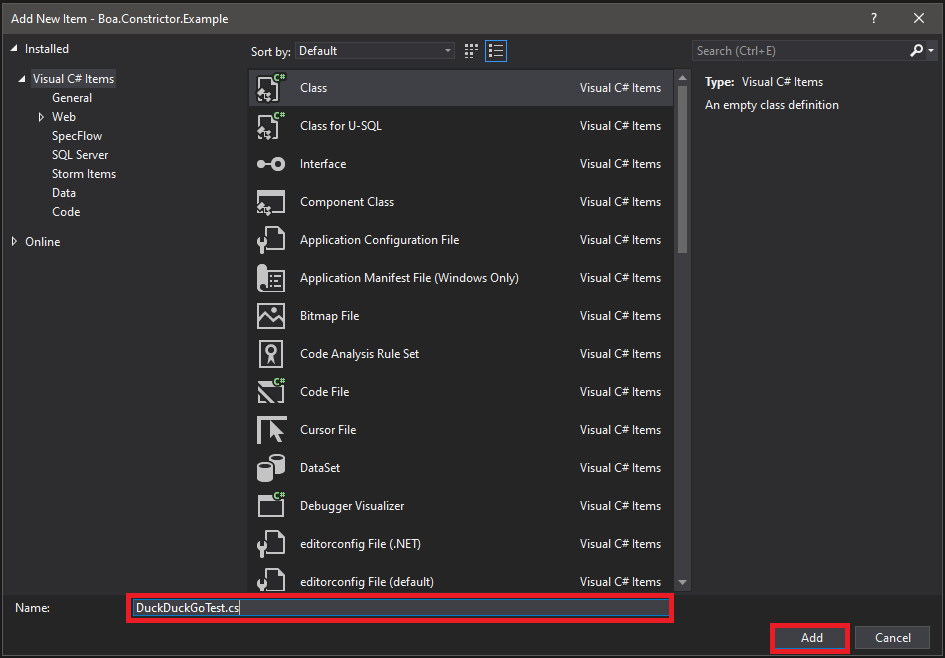 Add New Item - Boa.Constrictor.Example
?
Installed
Visual C# Items
General
Web
SpecFlow
SQL Server
Storm Items
Data
Code
Online
Sort by: Default
Class Visual C# Items
Class for U-SQL Visual C# Items
Interface Visual C# Items
Component Class Visual C# Items
Application Configuration File Visual C# Items
Application Manifest File (Windows Only) Visual C# Items
Bitmap File Visual C# Items
Code Analysis Rule Set Visual C# Items
Code File Visual C# Items
Cursor File Visual C# Items
DataSet Visual C# Items
Debugger Visualizer Visual C# Items
editorconfig File (.NET) Visual C# Items
editorconfig File (default) Visual C# Items
Search (Ctrl+E)
Type: Visual C# Items
An empty class definition
Name: DuckDuckGoTest.cs
Add Cancel